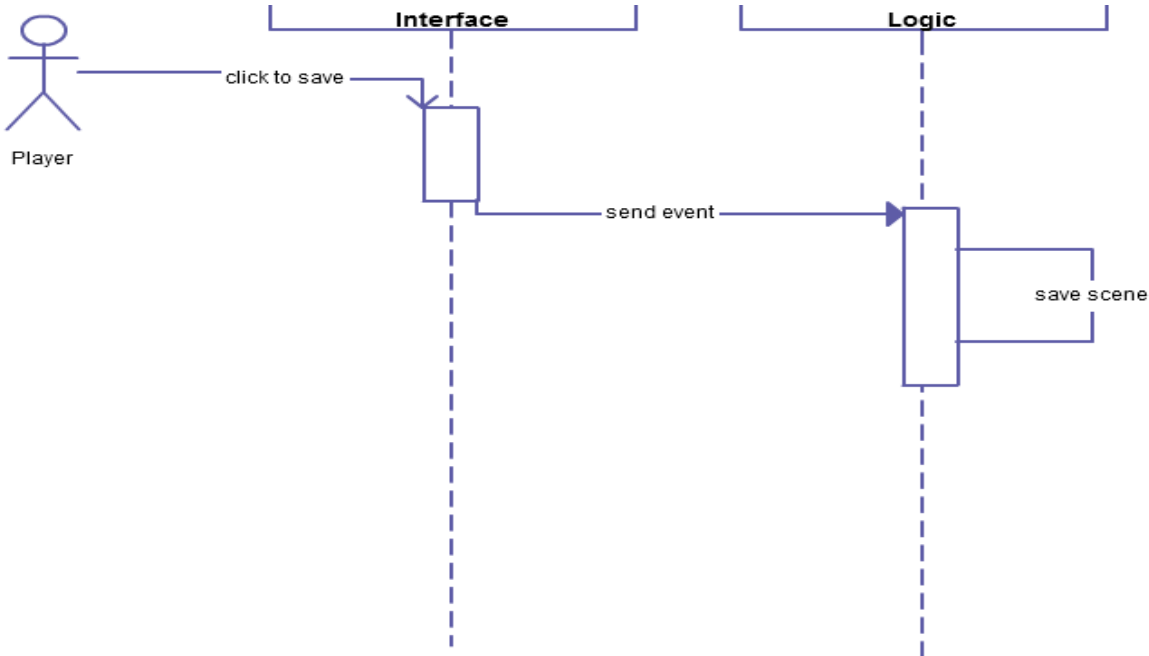 Interface
Logic
click to save
Player
send event
save scene